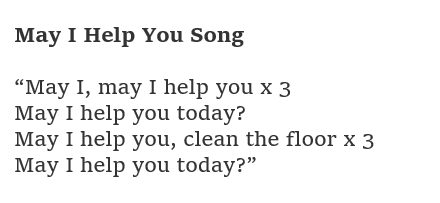 May I Help You Song
“May I, may I help you x 3
May I help you today?
May I help you, clean the floor x 3
May I help you today?”